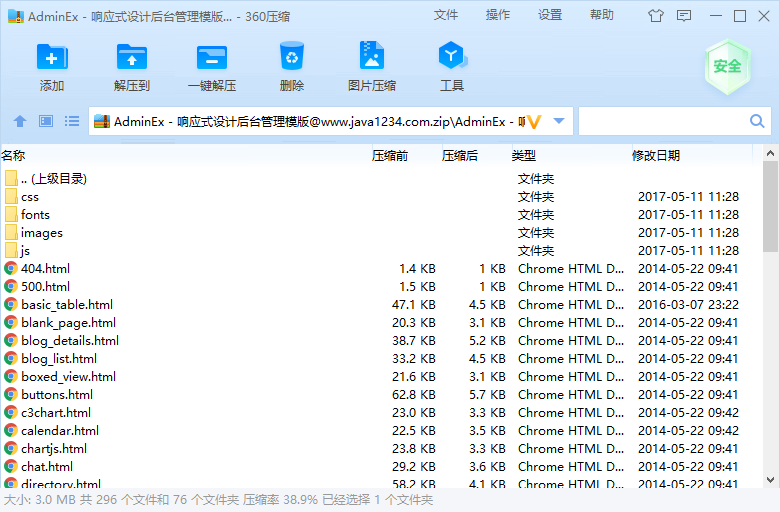 AdminEx - 响应式设计后台管理模版... - 360压缩 文件 操作 设置 帮助
添加 解压到 一键解压 删除 图片压缩 工具 安全
AdminEx - 响应式设计后台管理模版@www.java1234.com.zip\AdminEx - 
名称 压缩前 压缩后 类型 修改日期
.. (上级目录) 文件夹
css 文件夹 2017-05-11 11:28
fonts 文件夹 2017-05-11 11:28
images 文件夹 2017-05-11 11:28
js 文件夹 2017-05-11 11:28
404.html 1.4 KB 1 KB Chrome HTML D... 2014-05-22 09:41
500.html 1.5 KB 1 KB Chrome HTML D... 2014-05-22 09:41
basic_table.html 47.1 KB 4.5 KB Chrome HTML D... 2016-03-07 23:22
blank_page.html 20.3 KB 3.1 KB Chrome HTML D... 2014-05-22 09:41
blog_details.html 38.7 KB 5.2 KB Chrome HTML D... 2014-05-22 09:41
blog_list.html 33.2 KB 4.5 KB Chrome HTML D... 2014-05-22 09:41
boxed_view.html 21.6 KB 3.1 KB Chrome HTML D... 2014-05-22 09:41
buttons.html 62.8 KB 5.7 KB Chrome HTML D... 2014-05-22 09:41
c3chart.html 23.0 KB 3.3 KB Chrome HTML D... 2014-05-22 09:42
calendar.html 22.5 KB 3.5 KB Chrome HTML D... 2014-05-22 09:42
chartjs.html 23.8 KB 3.3 KB Chrome HTML D... 2014-05-22 09:41
chat.html 29.2 KB 3.6 KB Chrome HTML D... 2014-05-22 09:41
directory.html 58.2 KB 4.1 KB Chrome HTML D... 2014-05-22 09:41
大小: 3.0 MB 共 296 个文件和 76 个文件夹 压缩率 38.9% 已经选择 1 个文件夹